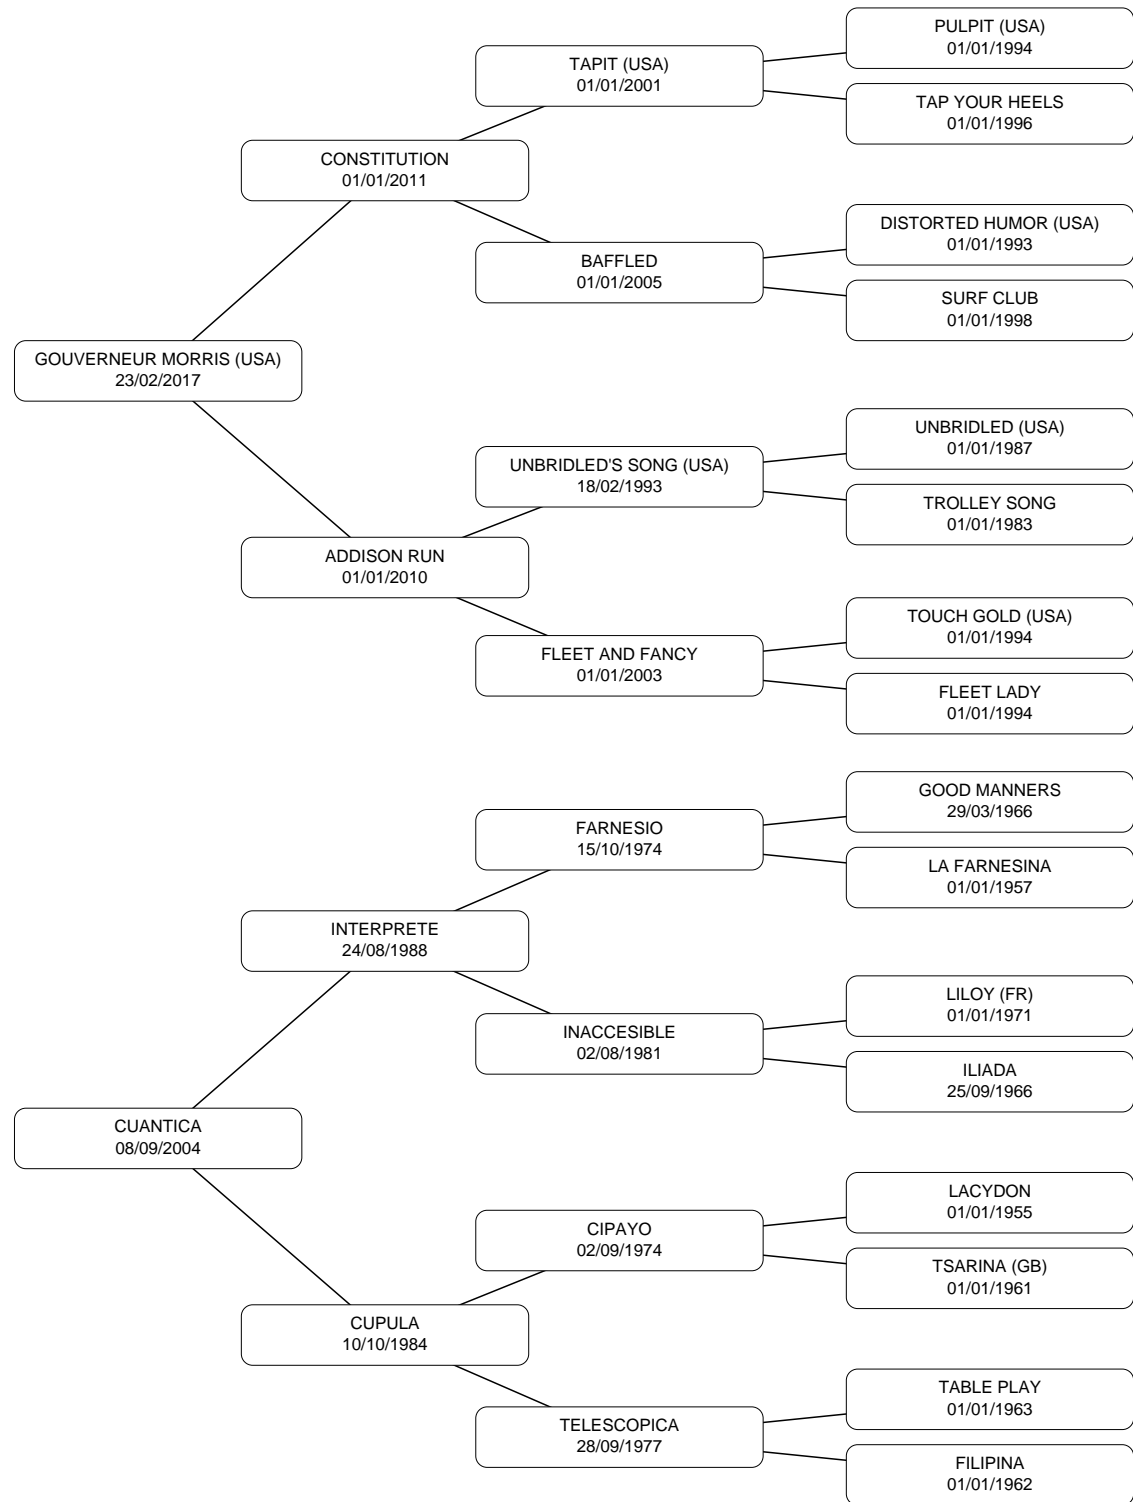 PULPIT (USA)
01/01/1994
TAPIT (USA)
01/01/2001
TAP YOUR HEELS
01/01/1996
CONSTITUTION
01/01/2011
DISTORTED HUMOR (USA)
01/01/1993
BAFFLED
01/01/2005
SURF CLUB
01/01/1998
GOUVERNEUR MORRIS (USA)
23/02/2017
UNBRIDLED (USA)
01/01/1987
UNBRIDLED'S SONG (USA)
18/02/1993
TROLLEY SONG
01/01/1983
ADDISON RUN
01/01/2010
TOUCH GOLD (USA)
01/01/1994
FLEET AND FANCY
01/01/2003
FLEET LADY
01/01/1994
GOOD MANNERS
29/03/1966
FARNESIO
15/10/1974
LA FARNESINA
01/01/1957
INTERPRETE
24/08/1988
LILOY (FR)
01/01/1971
INACCESIBLE
02/08/1981
ILIADA
25/09/1966
CUANTICA
08/09/2004
LACYDON
01/01/1955
CIPAYO
02/09/1974
TSARINA (GB)
01/01/1961
CUPULA
10/10/1984
TABLE PLAY
01/01/1963
TELESCOPICA
28/09/1977
FILIPINA
01/01/1962